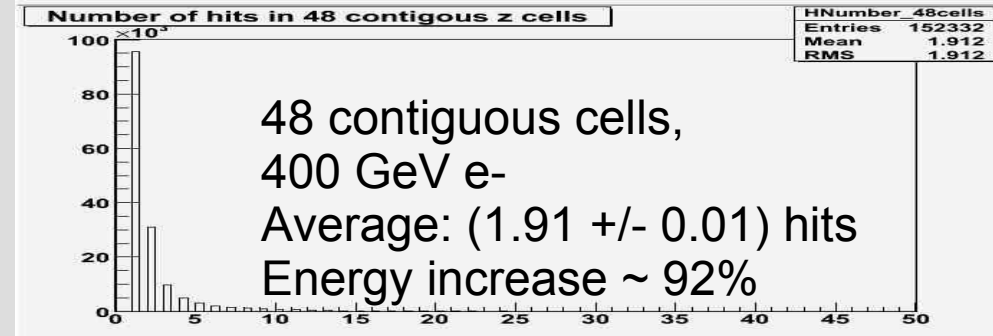 Number of hits in 48 contigous z cells
HNumber_48cells
Entries 152332
Mean 1.912
RMS 1.912
×10³
100
80
60
40
20
0
48 contiguous cells,
400 GeV e-
Average: (1.91 +/- 0.01) hits
Energy increase ~ 92%
0 5 10 15 20 25 30 35 40 45 50